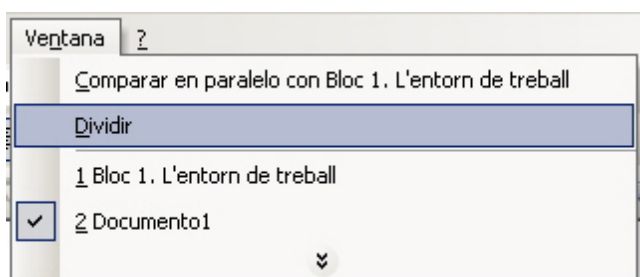 Ventana ?
Comparar en paralelo con Bloc 1. L'entorn de treball
Dividir
1 Bloc 1. L'entorn de treball
2 Documento1